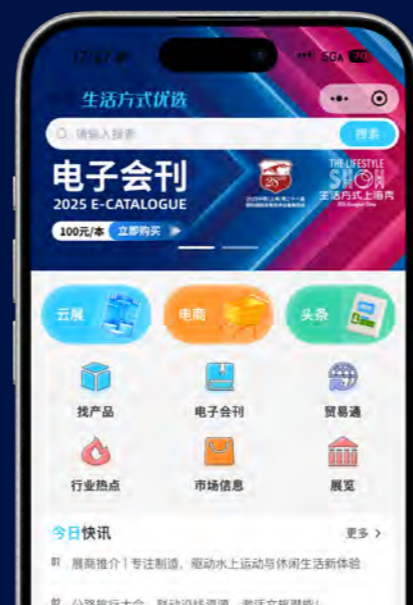 5GA 20
生活方式优选
请输入搜索 搜索
电子会刊
2025 E-CATALOGUE
100元/本 立即购买
28
THE LIFESTYLE
SHOW
生活方式上海秀
云展 电商 头条
找产品 电子会刊 贸易通
行业热点 市场信息 展览
今日快讯 更多 >
01 展商推介丨专注制造，驱动水上运动与休闲生活新体验